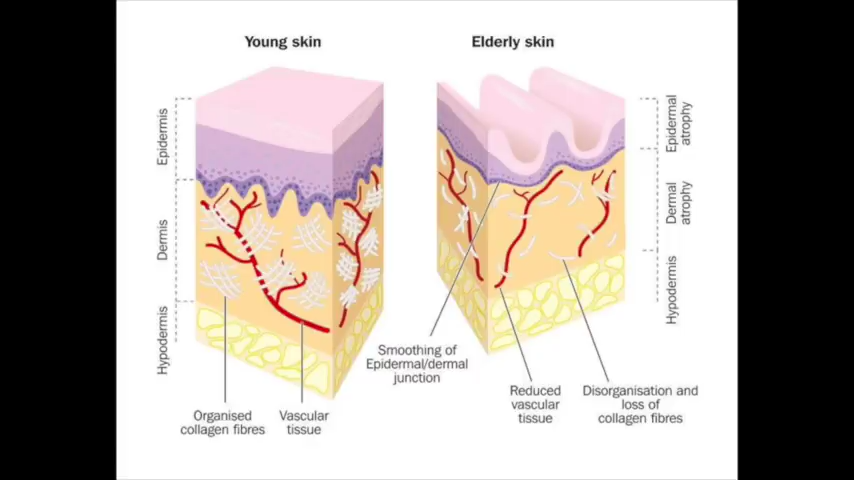 Young skin
Elderly skin
Epidermis
Dermis
Hypodermis
Epidermal
atrophy
Dermal
atrophy
Hypodermis
Organised
collagen fibres
Vascular
tissue
Smoothing of
Epidermal/dermal
junction
Reduced
vascular
tissue
Disorganisation and
loss of
collagen fibres